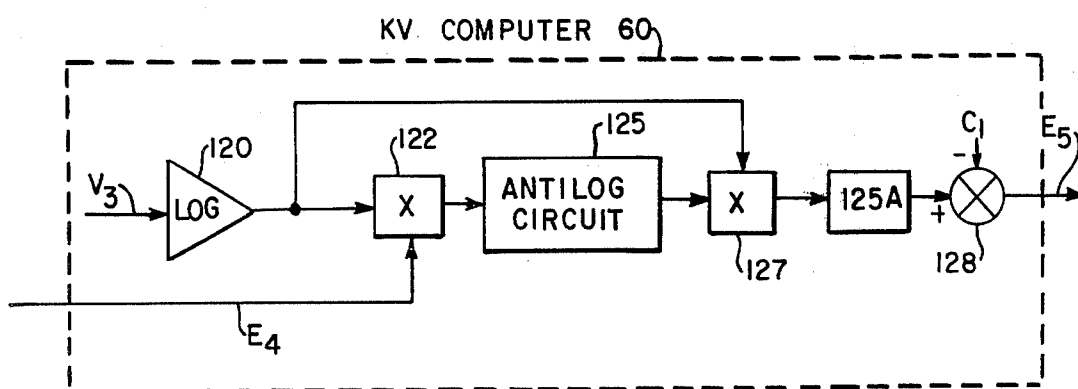 KV COMPUTER 60
120
122
125
C1
E5
V3
LOG
X
ANTILOG
CIRCUIT
X
125A
-
+
127
128
E4